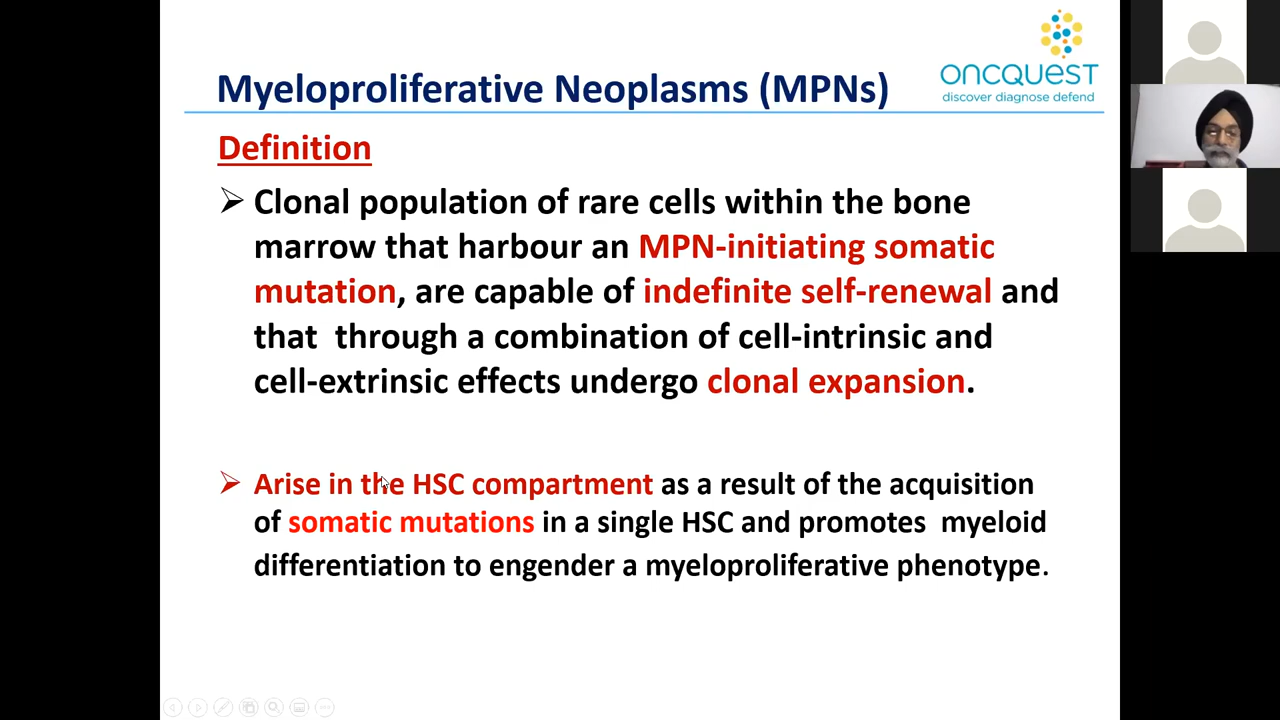 Myeloproliferative Neoplasms (MPNs)
oncquest
discover diagnose defend
Definition
Clonal population of rare cells within the bone
marrow that harbour an MPN-initiating somatic
mutation, are capable of indefinite self-renewal and
that through a combination of cell-intrinsic and
cell-extrinsic effects undergo clonal expansion.
Arise in the HSC compartment as a result of the acquisition
of somatic mutations in a single HSC and promotes myeloid
differentiation to engender a myeloproliferative phenotype.